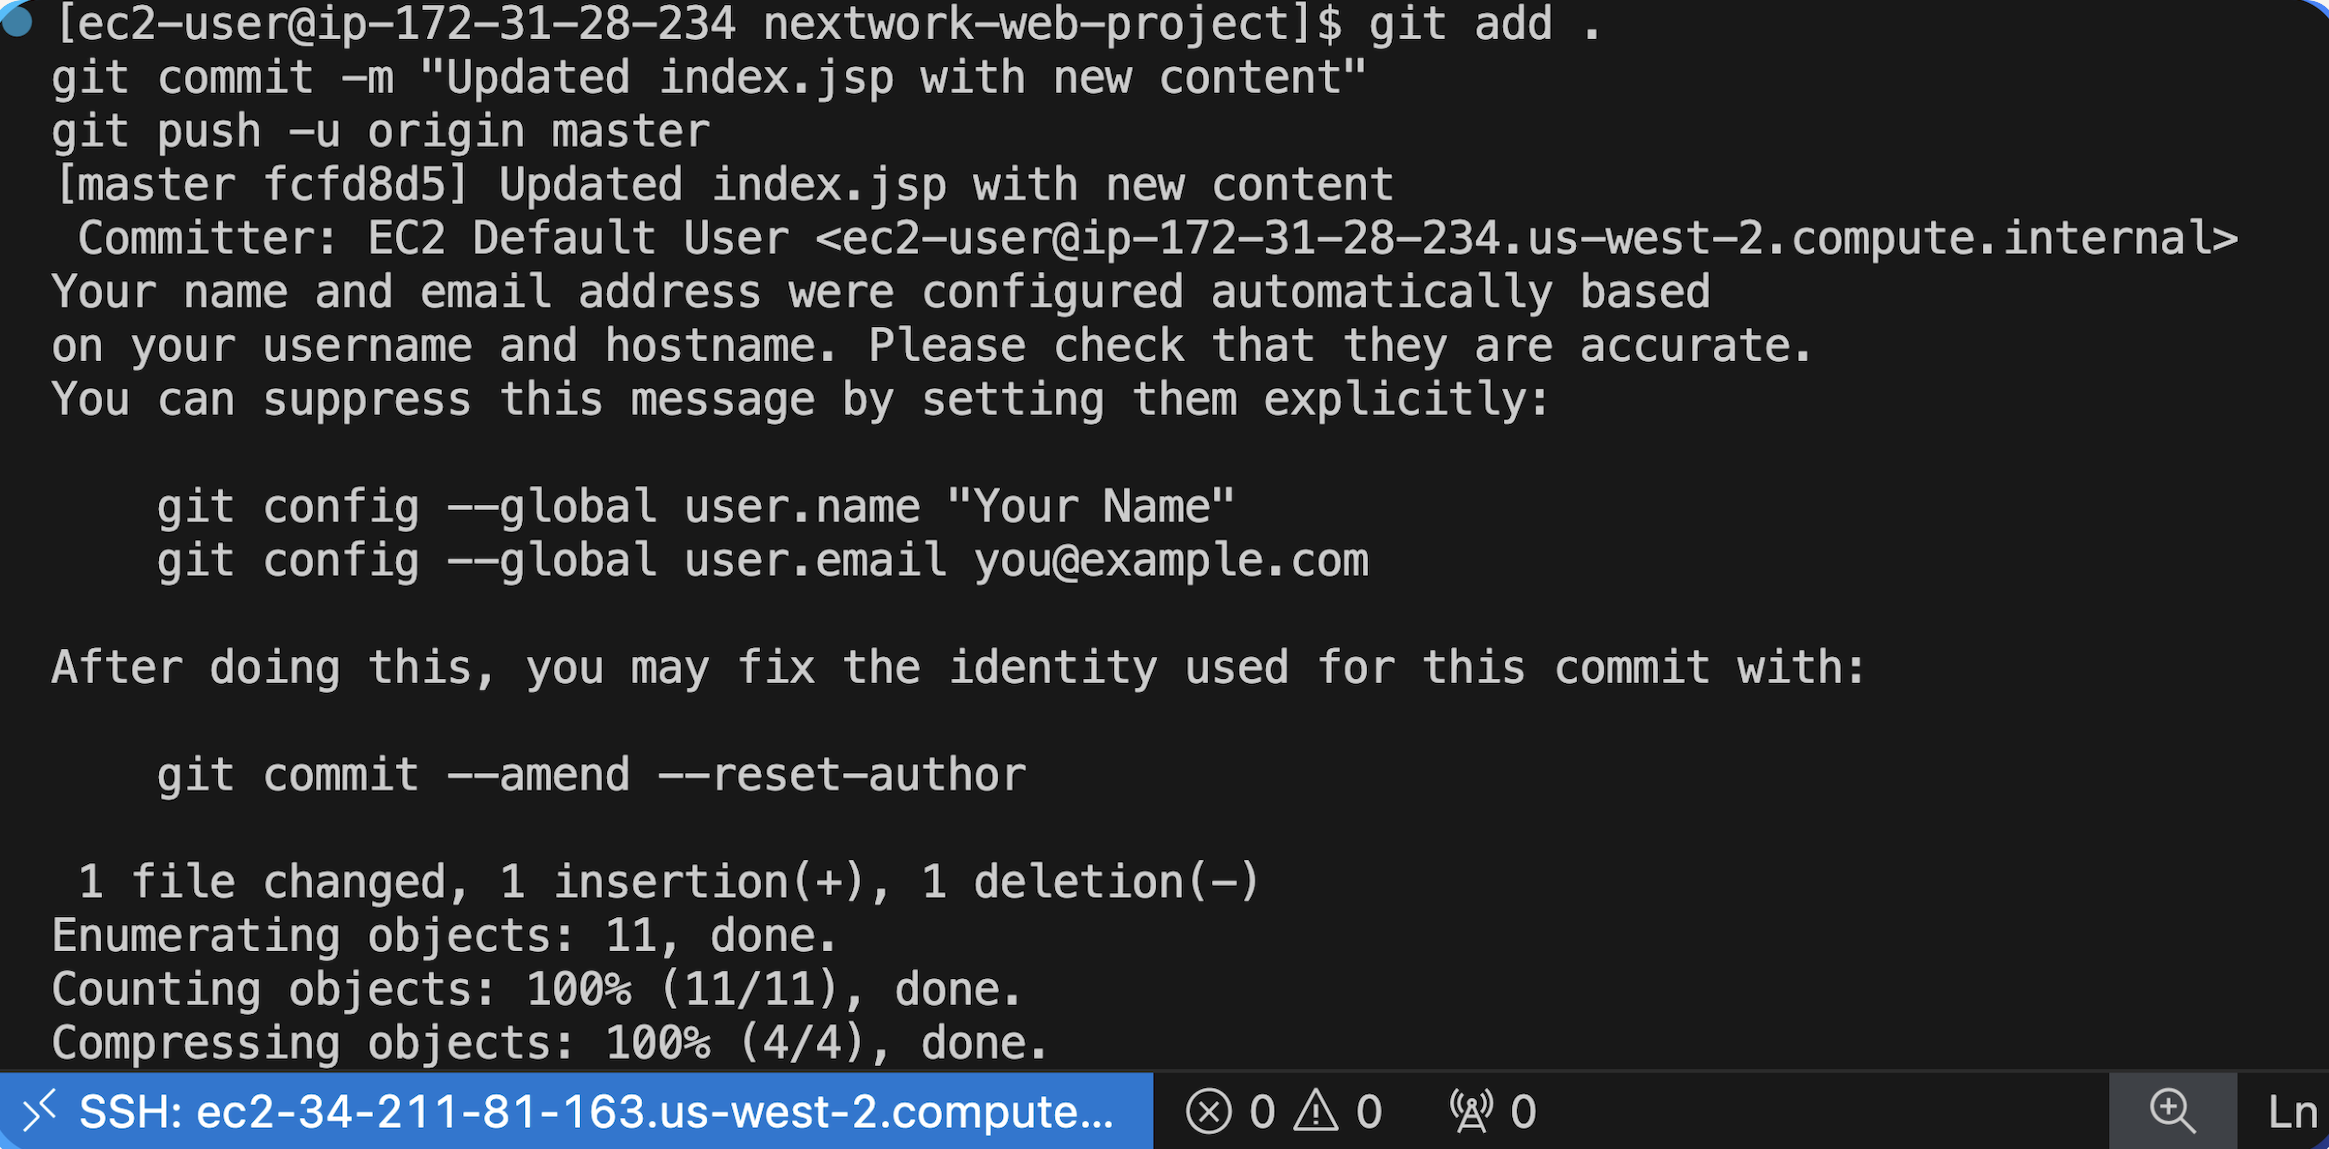 [ec2-user@ip-172-31-28-234 nextwork-web-project]$ git add .
git commit -m "Updated index.jsp with new content"
git push -u origin master
[master fcfd8d5] Updated index.jsp with new content
 Committer: EC2 Default User <ec2-user@ip-172-31-28-234.us-west-2.compute.internal>
Your name and email address were configured automatically based
on your username and hostname. Please check that they are accurate.
You can suppress this message by setting them explicitly:

    git config --global user.name "Your Name"
    git config --global user.email you@example.com

After doing this, you may fix the identity used for this commit with:

    git commit --amend --reset-author

 1 file changed, 1 insertion(+), 1 deletion(-)
Enumerating objects: 11, done.
Counting objects: 100% (11/11), done.
Compressing objects: 100% (4/4), done.
SSH: ec2-34-211-81-163.us-west-2.compute... 0 0 0 Ln